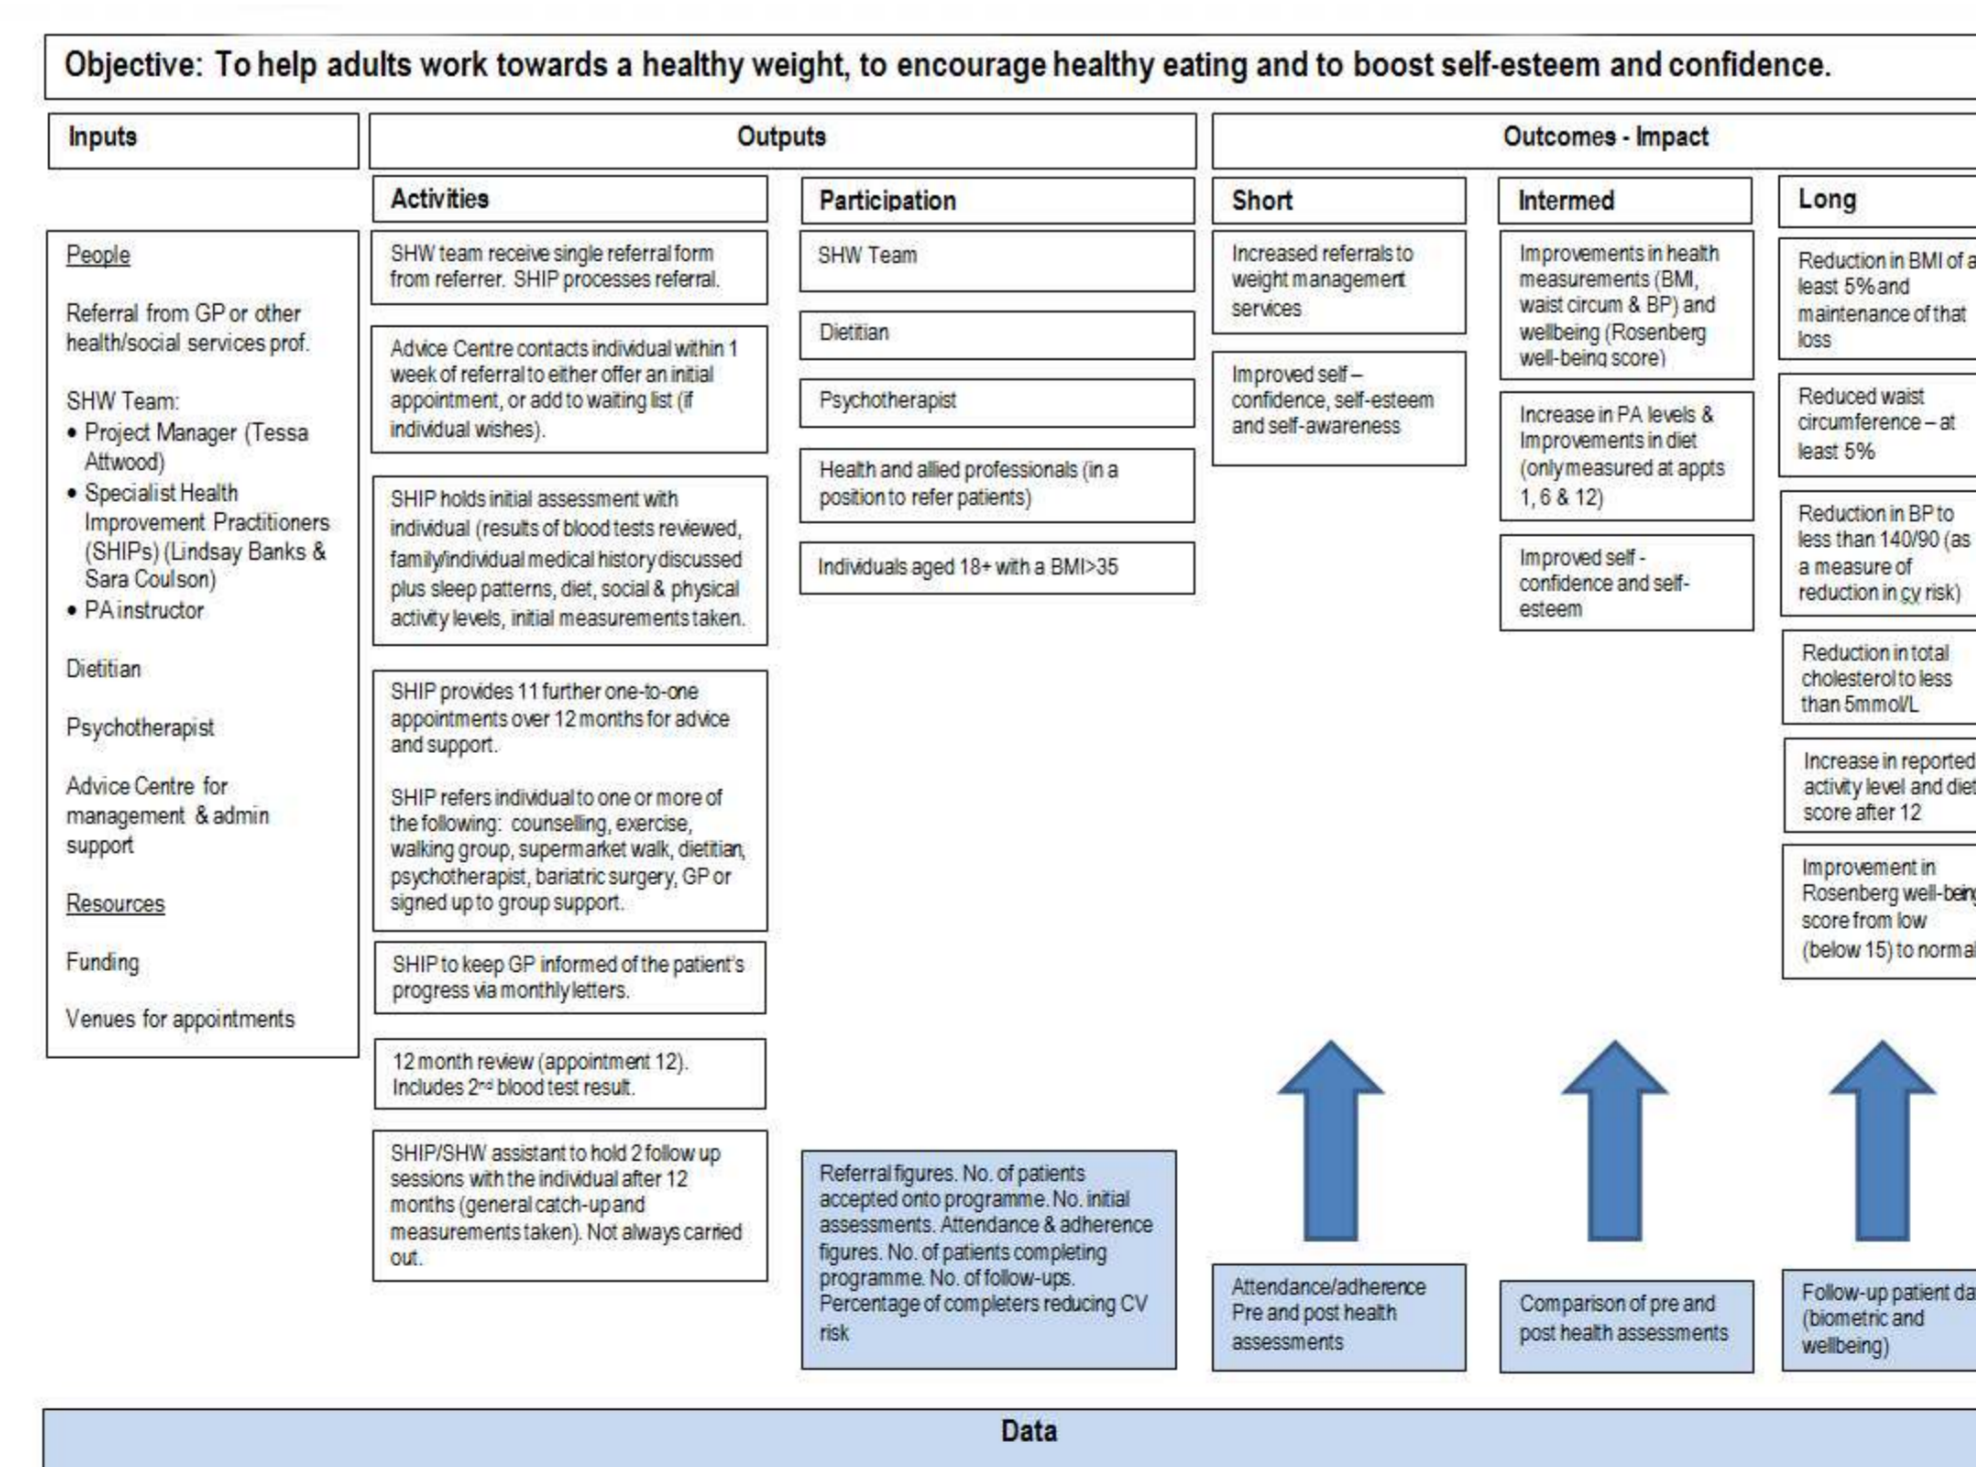 Objective: To help adults work towards a healthy weight, to encourage healthy eating and to boost self-esteem and confidence.
Inputs
Outputs
Outcomes - Impact
Activities
Participation
Short
Intermed
Long
People
Referral from GP or other
health/social services prof.
SHW Team:
• Project Manager (Tessa
Attwood)
• Specialist Health
Improvement Practitioners
(SHIPs) (Lindsay Banks &
Sara Coulson)
• PA instructor
Dietitian
Psychotherapist
Advice Centre for
management & admin
support
Resources
Funding
Venues for appointments
SHW team receive single referral form
from referrer. SHIP processes referral.
Advice Centre contacts individual within 1
week of referral to either offer an initial
appointment, or add to waiting list (if
individual wishes).
SHIP holds initial assessment with
individual (results of blood tests reviewed,
family/individual medical history discussed
plus sleep patterns, diet, social & physical
activity levels, initial measurements taken.
SHIP provides 11 further one-to-one
appointments over 12 months for advice
and support.
SHIP refers individual to one or more of
the following: counselling, exercise,
walking group, supermarket walk, dietitian,
psychotherapist, bariatric surgery, GP or
signed up to group support.
SHIP to keep GP informed of the patient's
progress via monthly letters.
12 month review (appointment 12).
Includes 2nd blood test result.
SHIP/SHW assistant to hold 2 follow up
sessions with the individual after 12
months (general catch-up and
measurements taken). Not always carried
out.
SHW Team
Dietitian
Psychotherapist
Health and allied professionals (in a
position to refer patients)
Individuals aged 18+ with a BMI>35
Referral figures. No. of patients
accepted onto programme. No. initial
assessments. Attendance & adherence
figures. No. of patients completing
programme. No. of follow-ups.
Percentage of completers reducing CV
risk
Increased referrals to
weight management
services
Improved self –
confidence, self-esteem
and self-awareness
Attendance/adherence
Pre and post health
assessments
Improvements in health
measurements (BMI,
waist circum & BP) and
wellbeing (Rosenberg
well-being score)
Increase in PA levels &
Improvements in diet
(only measured at appts
1, 6 & 12)
Improved self -
confidence and self-
esteem
Comparison of pre and
post health assessments
Reduction in BMI of a
least 5% and
maintenance of that
loss
Reduced waist
circumference – at
least 5%
Reduction in BP to
less than 140/90 (as
a measure of
reduction in cv risk)
Reduction in total
cholesterol to less
than 5mmol/L
Increase in reported
activity level and diet
score after 12
Improvement in
Rosenberg well-being
score from low
(below 15) to normal
Follow-up patient da
(biometric and
wellbeing)
Data